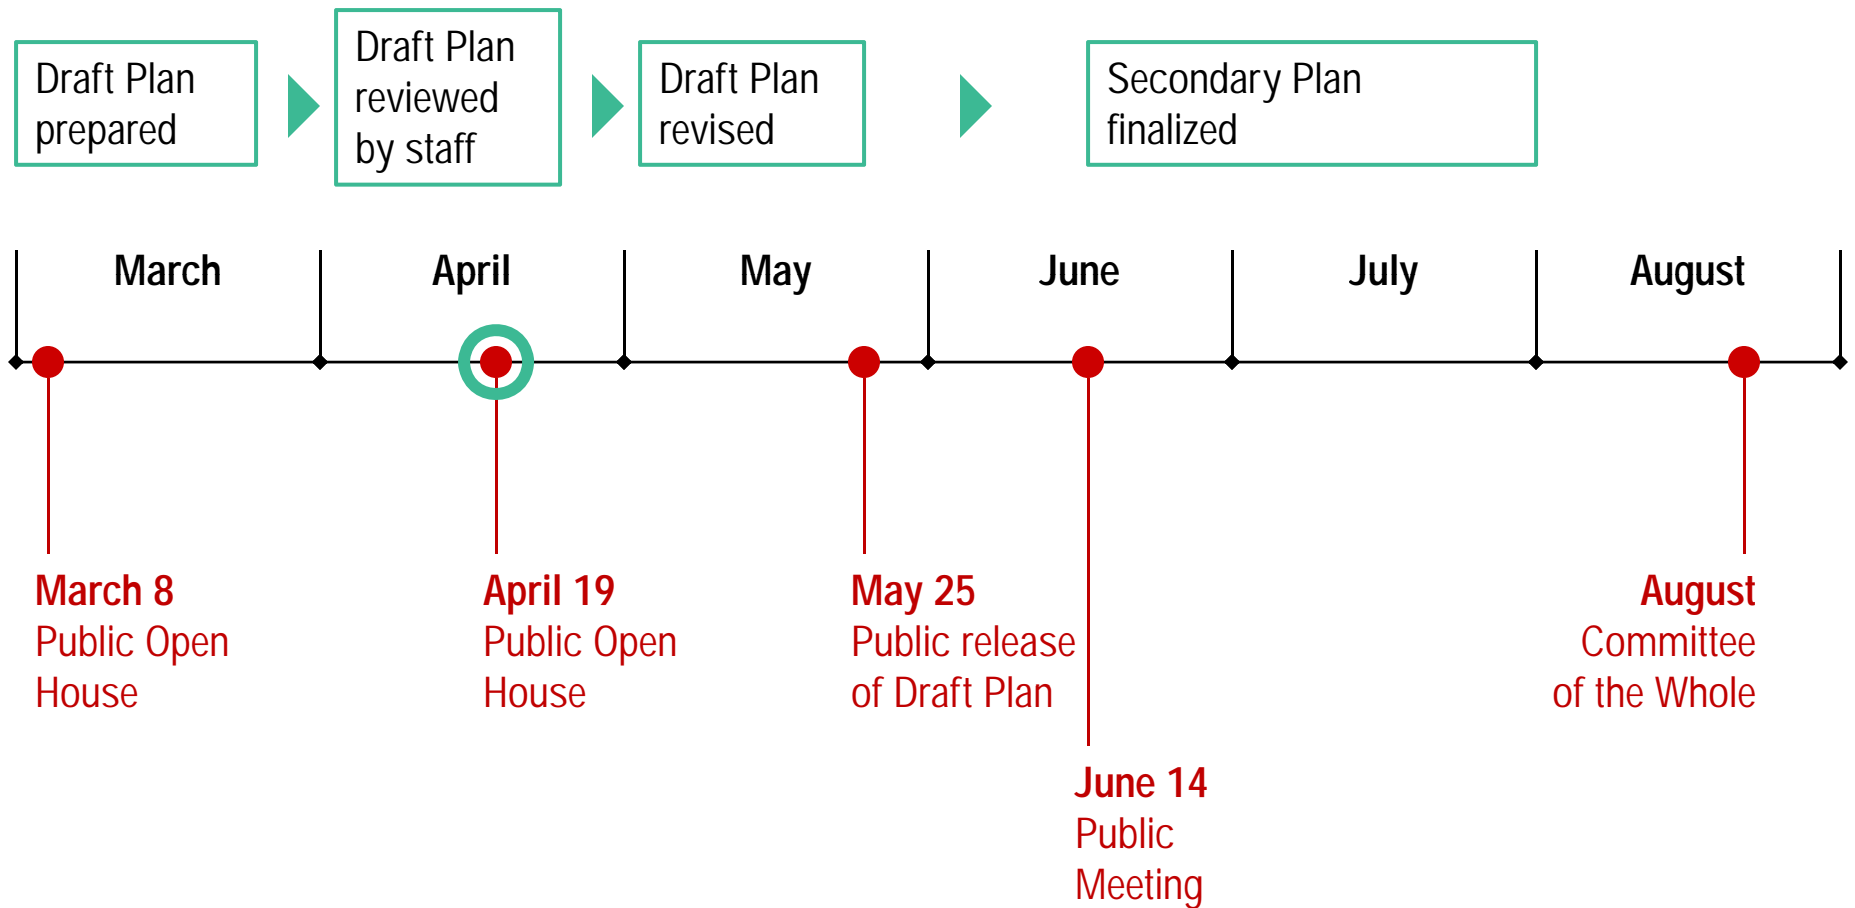 Draft Plan
prepared
Draft Plan
reviewed
by staff
Draft Plan
revised
Secondary Plan
finalized
March
April
May
June
July
August
March 8
Public Open
House
April 19
Public Open
House
May 25
Public release
of Draft Plan
June 14
Public
Meeting
August
Committee
of the Whole